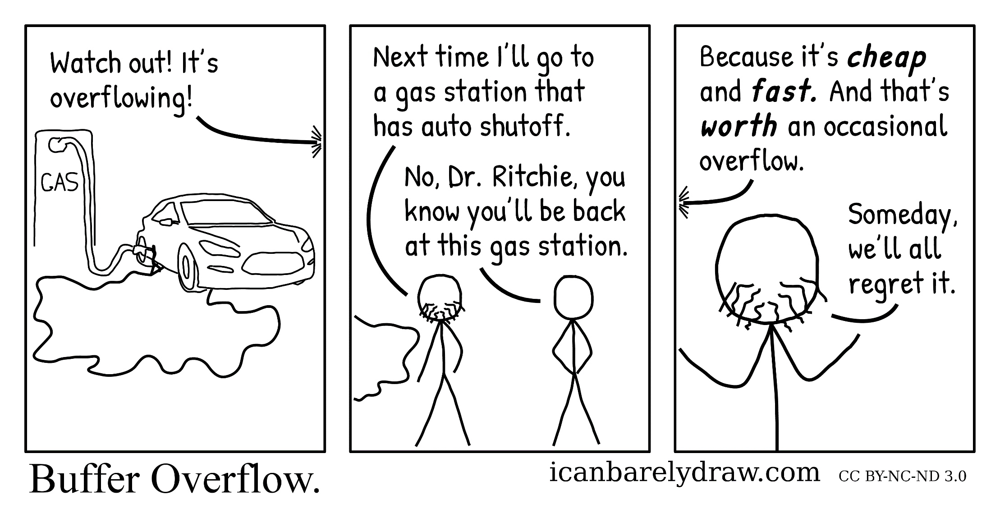 Watch out! It's
overflowing!
GAS
Next time I'll go to
a gas station that
has auto shutoff.
No, Dr. Ritchie, you
know you'll be back
at this gas station.
Because it's cheap
and fast. And that's
worth an occasional
overflow.
Someday,
we'll all
regret it.
Buffer Overflow.
icanbarelydraw.com CC BY-NC-ND 3.0